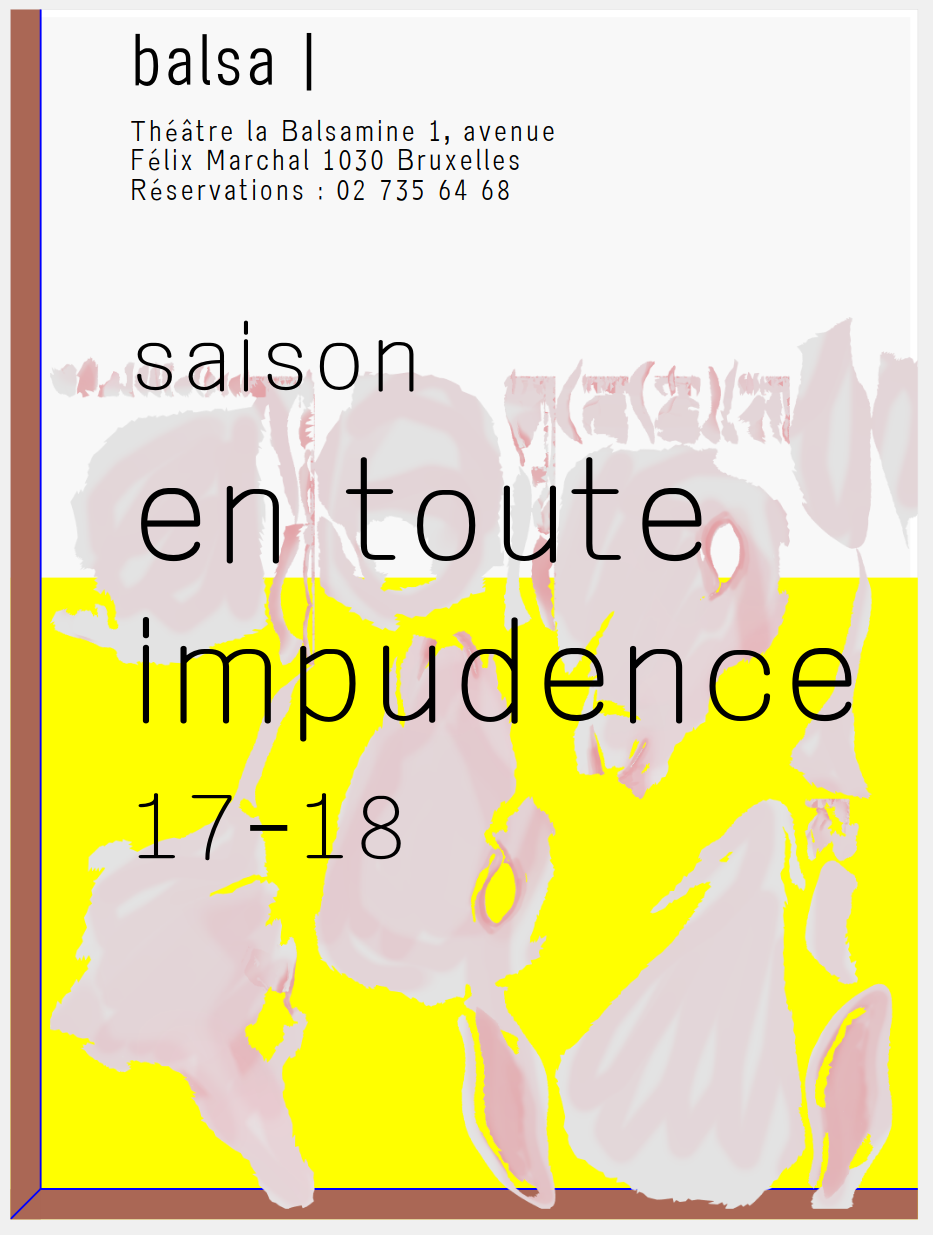 balsa |
Théâtre la Balsamine 1, avenue
Félix Marchal 1030 Bruxelles
Réservations : 02 735 64 68
saison
en toute
impudence
17-18